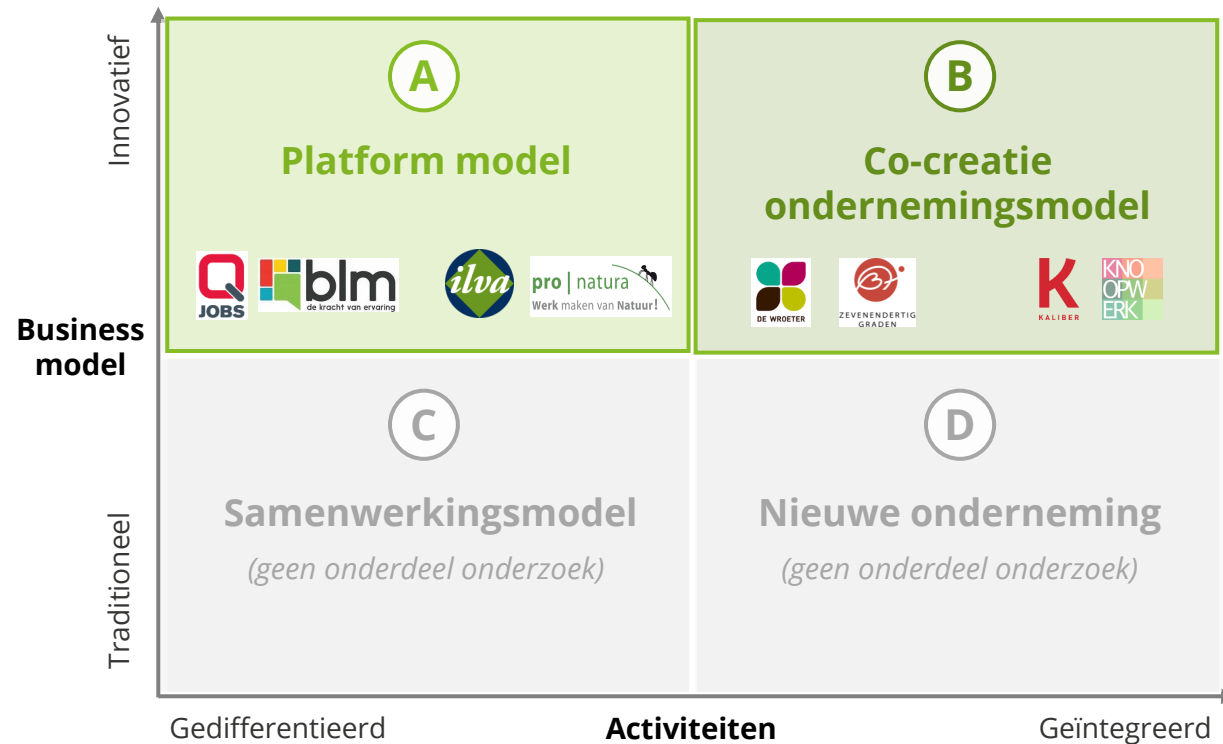 Innovatief
Business
model
Traditioneel
A
Platform model
Q
JOBS
blm
de kracht van ervaring
ilva
pro | natura
Werk maken van Natuur!
B
Co-creatie
ondernemingsmodel
DE WROETER
ZEVENENDERTIG
GRADEN
K
KALIBER
KNO
OPW
ERK
C
Samenwerkingsmodel
(geen onderdeel onderzoek)
D
Nieuwe onderneming
(geen onderdeel onderzoek)
Gedifferentieerd
Activiteiten
Geïntegreerd